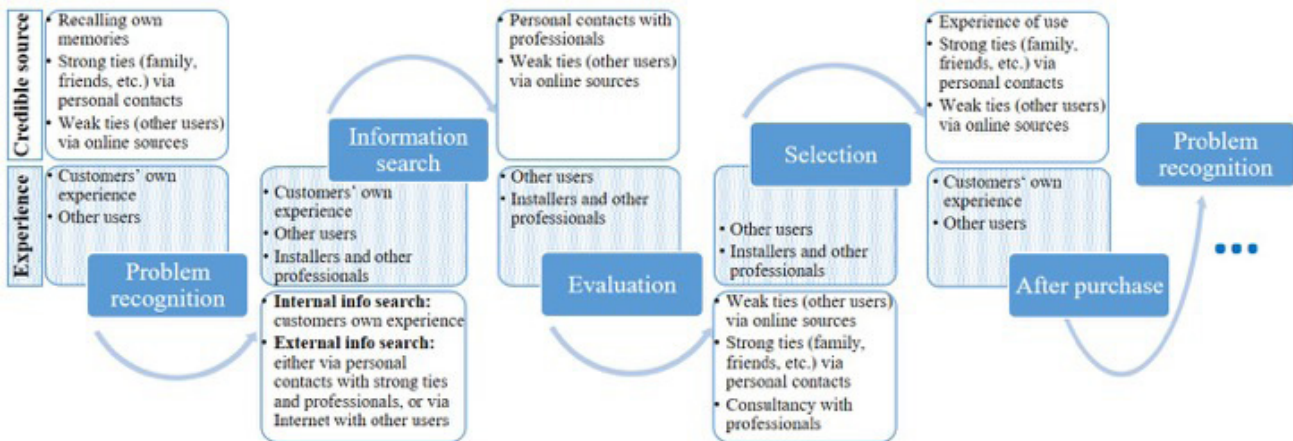 Credible source
• Recalling own
memories
• Strong ties (family,
friends, etc.) via
personal contacts
• Weak ties (other users)
via online sources
Experience
• Customers' own
experience
• Other users
Problem
recognition
Information
search
• Customers' own
experience
• Other users
• Installers and other
professionals
• Internal info search:
customers own experience
• External info search:
either via personal
contacts with strong ties
and professionals, or via
Internet with other users
• Personal contacts with
professionals
• Weak ties (other users)
via online sources
• Other users
• Installers and other
professionals
Evaluation
Selection
• Other users
• Installers and other
professionals
• Weak ties (other users)
via online sources
• Strong ties (family,
friends, etc.) via
personal contacts
• Consultancy with
professionals
• Experience of use
• Strong ties (family,
friends, etc.) via
personal contacts
• Weak ties (other users)
via online sources
• Customers' own
experience
• Other users
After purchase
Problem
recognition
...